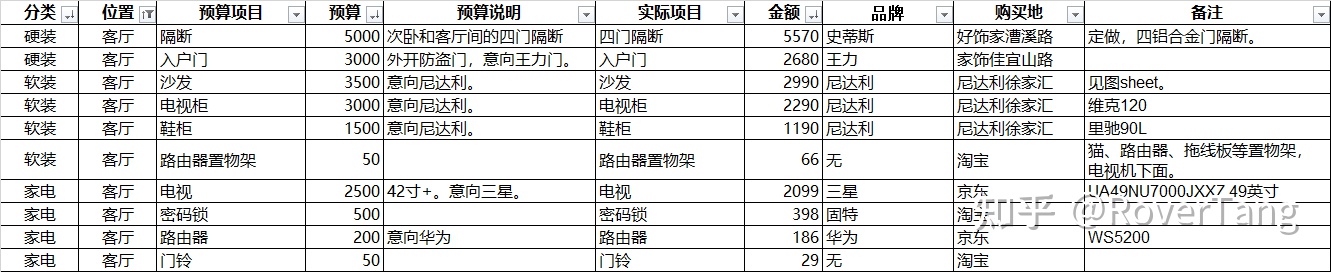 分类 位置 预算项目 预算 预算说明 实际项目 金额 品牌 购买地 备注
硬装 客厅 隔断 5000 次卧和客厅间的四门隔断 四门隔断 5570 史蒂斯 好饰家漕溪路 定做，四铝合金门隔断。
硬装 客厅 入户门 3000 外开防盗门，意向王力门。 入户门 2680 王力 家饰佳宜山路
软装 客厅 沙发 3500 意向尼达利。 沙发 2990 尼达利 尼达利徐家汇 见图sheet。
软装 客厅 电视柜 3000 意向尼达利。 电视柜 2290 尼达利 尼达利徐家汇 维克120
软装 客厅 鞋柜 1500 意向尼达利。 鞋柜 1190 尼达利 尼达利徐家汇 里驰90L
软装 客厅 路由器置物架 50 路由器置物架 66 无 淘宝 猫、路由器、拖线板等置物架，
电视机下面。
家电 客厅 电视 2500 42寸+。意向三星。 电视 2099 三星 京东 UA49NU7000JXXZ 49英寸
家电 客厅 密码锁 500 密码锁 398 固特 淘宝
家电 客厅 路由器 200 意向华为 路由器 186 华为 京东 WS5200
家电 客厅 门铃 50 门铃 29 无 淘宝
知乎 @RoverTang